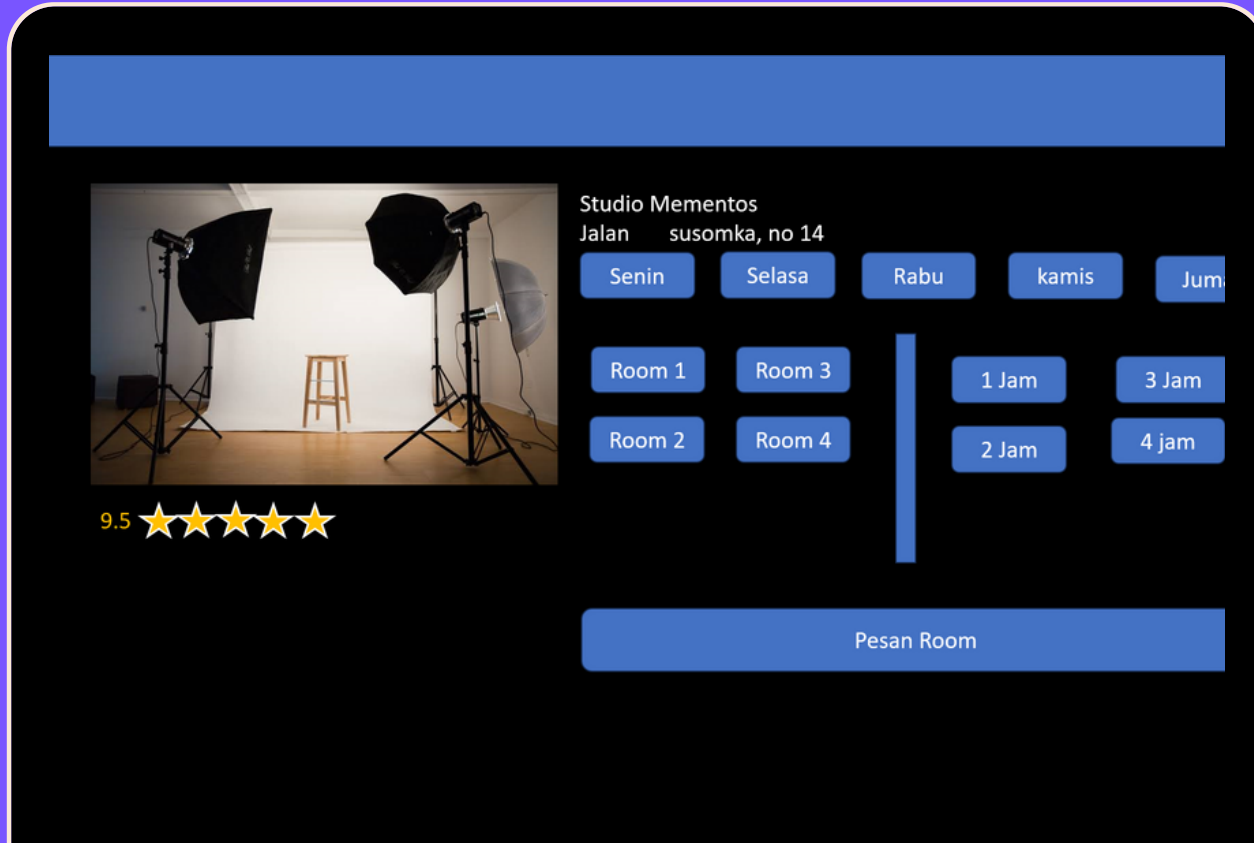 Studio Mementos
Jalan susomka, no 14
Senin Selasa Rabu kamis
Room 1 Room 3 1 Jam 3 Jam
Room 2 Room 4 2 Jam 4 jam
9.5
Pesan Room